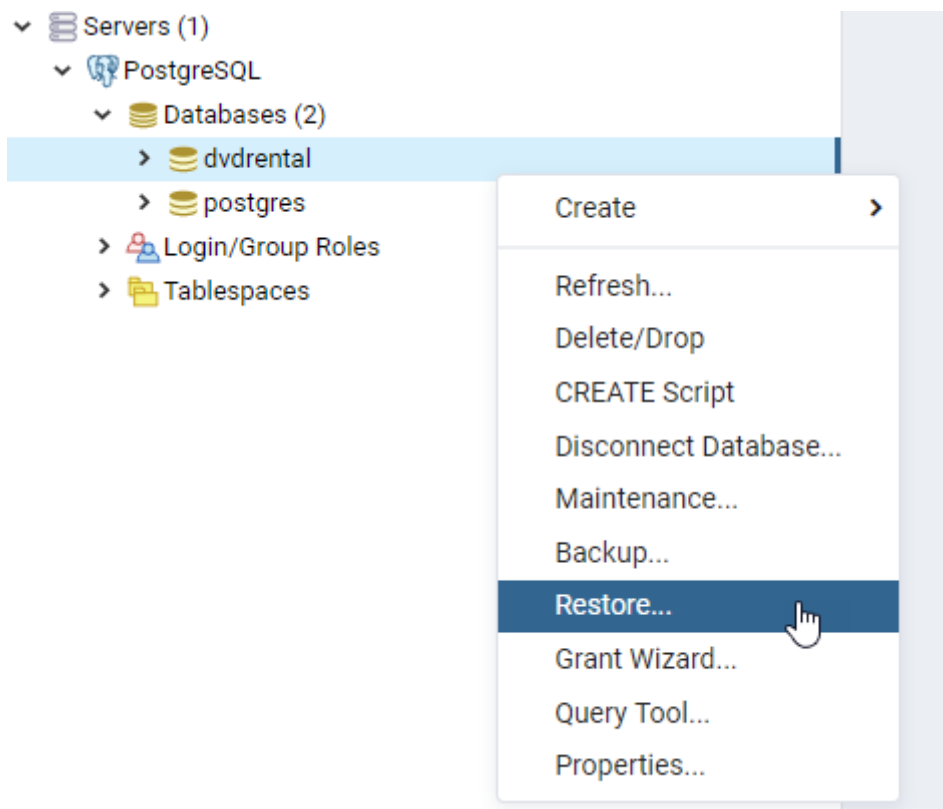 Servers (1)
PostgreSQL
Databases (2)
dvdrental
postgres
Login/Group Roles
Tablespaces
Create
Refresh...
Delete/Drop
CREATE Script
Disconnect Database...
Maintenance...
Backup...
Restore...
Grant Wizard...
Query Tool...
Properties...